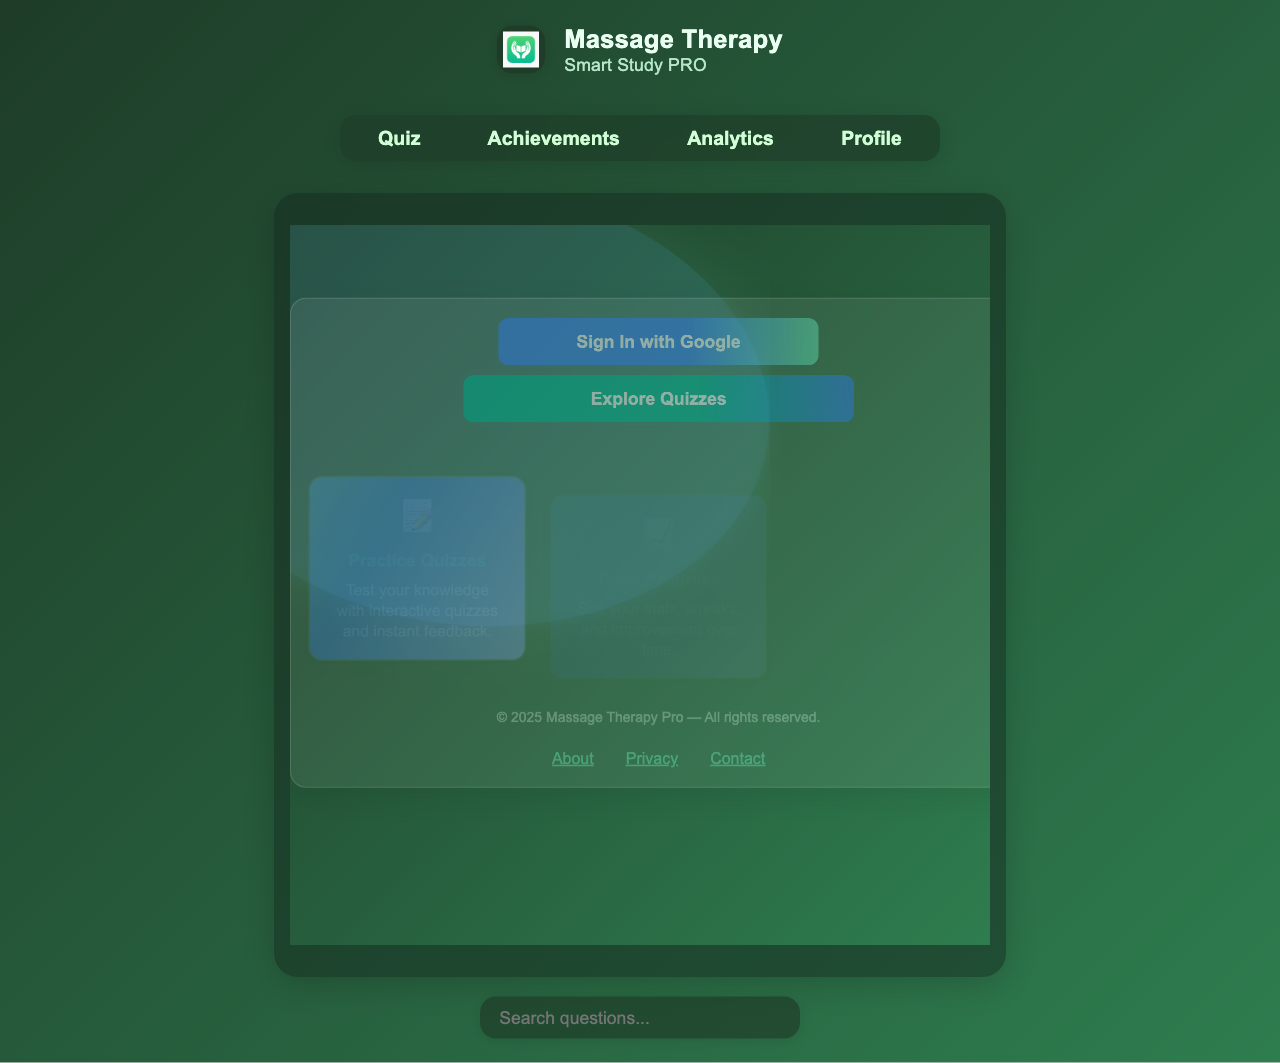 Massage Therapy
Smart Study PRO
Quiz
Achievements
Analytics
Profile
Sign In with Google
Explore Quizzes
Practice Quizzes
Test your knowledge
with interactive quizzes
and instant feedback.
© 2025 Massage Therapy Pro — All rights reserved.
About
Privacy
Contact
Search questions...